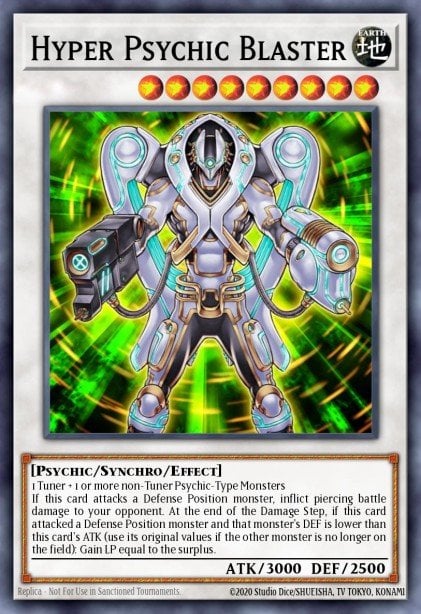 HYPER PSYCHIC BLASTER
EARTH
地
[PSYCHIC/SYNCHRO/EFFECT]
1 Tuner + 1 or more non-Tuner Psychic-Type Monsters
If this card attacks a Defense Position monster, inflict piercing battle
damage to your opponent. At the end of the Damage Step, if this card
attacked a Defense Position monster and that monster's DEF is lower than
this card's ATK (use its original values if the other monster is no longer on
the field): Gain LP equal to the surplus.
ATK/3000 DEF/2500
Replica - Not For Use in Sanctioned Tournaments.
©2020 Studio Dice/SHUEISHA, TV TOKYO, KONAMI